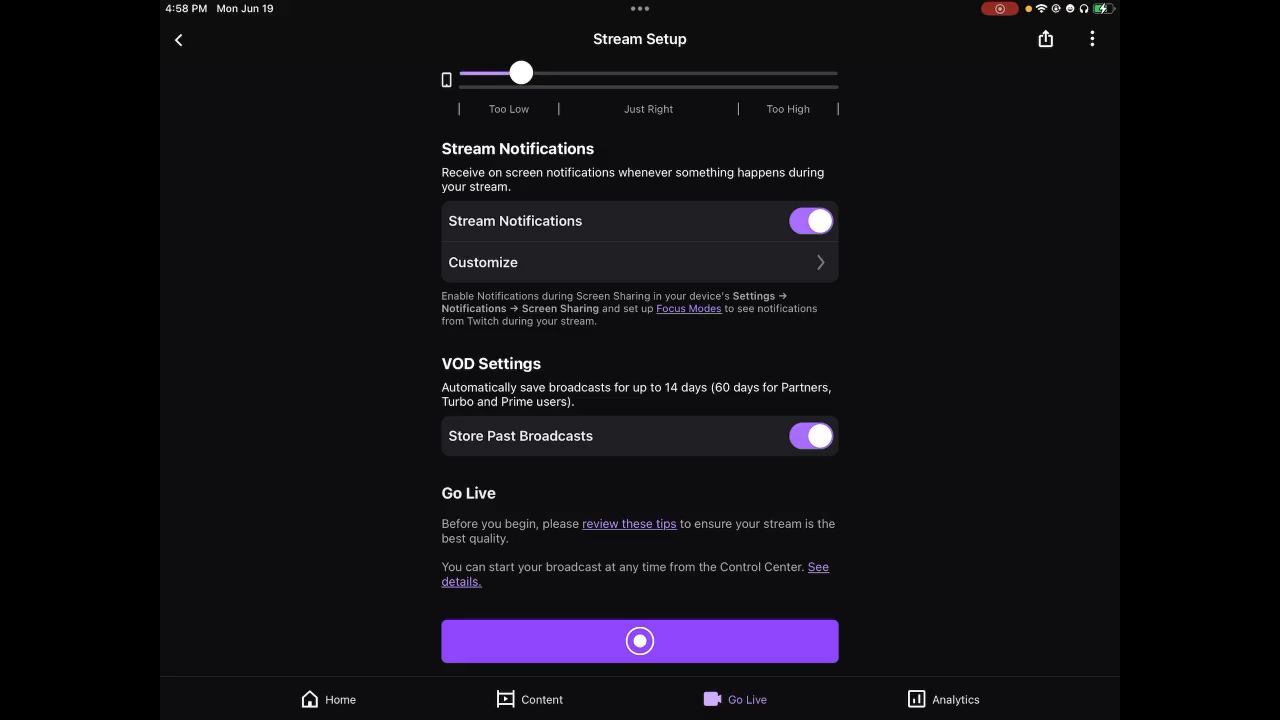 4:58 PM Mon Jun 19
Stream Setup
Too Low Just Right Too High
Stream Notifications
Receive on screen notifications whenever something happens during
your stream.
Stream Notifications
Customize
Enable Notifications during Screen Sharing in your device's Settings →
Notifications → Screen Sharing and set up Focus Modes to see notifications
from Twitch during your stream.
VOD Settings
Automatically save broadcasts for up to 14 days (60 days for Partners,
Turbo and Prime users).
Store Past Broadcasts
Go Live
Before you begin, please review these tips to ensure your stream is the
best quality.
You can start your broadcast at any time from the Control Center. See
details.
Home Content Go Live Analytics